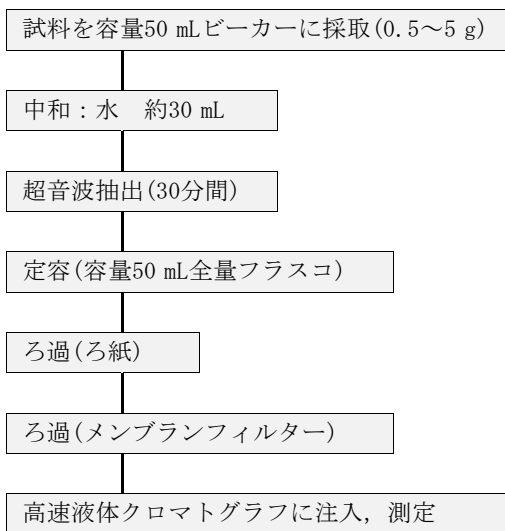 試料を容量50 mLビーカーに採取(0.5～5 g)
中和：水　約30 mL
超音波抽出(30分間)
定容(容量50 mL全量フラスコ)
ろ過(ろ紙)
ろ過(メンブランフィルター)
高速液体クロマトグラフに注入，測定